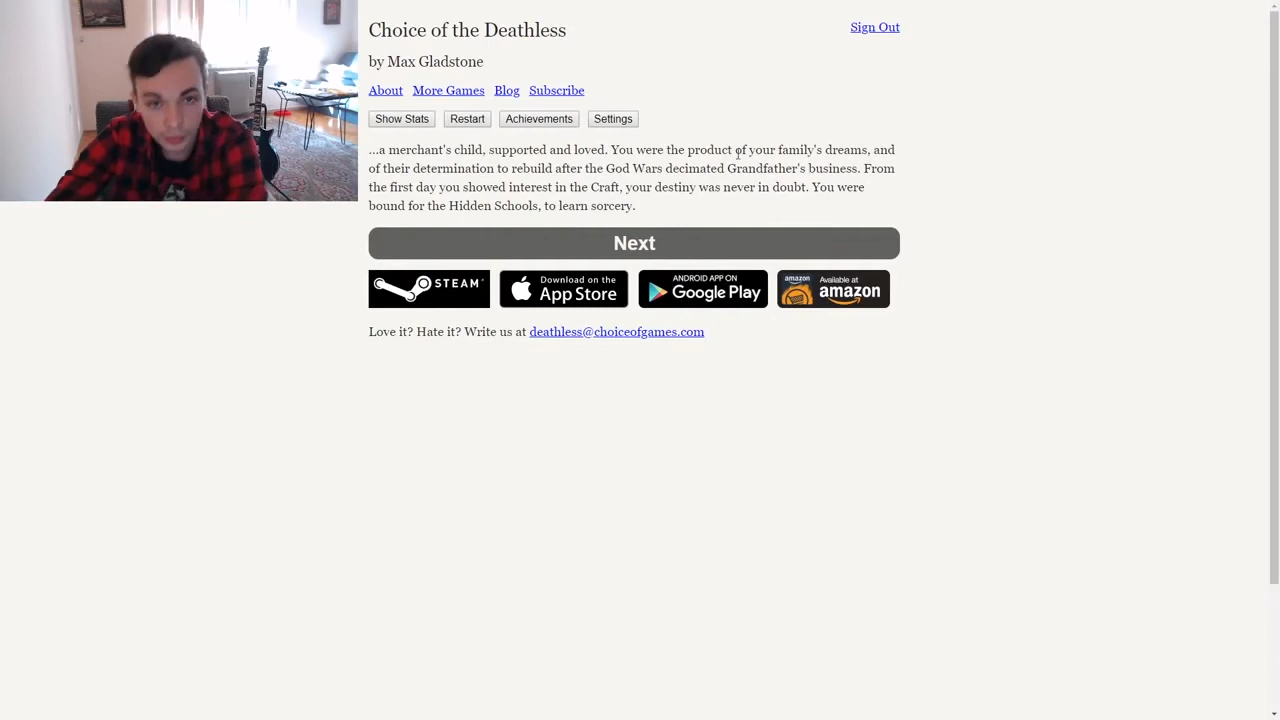 Choice of the Deathless
Sign Out
by Max Gladstone
About More Games Blog Subscribe
Show Stats Restart Achievements Settings
...a merchant's child, supported and loved. You were the product of your family's dreams, and
of their determination to rebuild after the God Wars decimated Grandfather's business. From
the first day you showed interest in the Craft, your destiny was never in doubt. You were
bound for the Hidden Schools, to learn sorcery.
Next
STEAM
Download on the
App Store
ANDROID APP ON
Google Play
amazon
Available at
amazon
Love it? Hate it? Write us at deathless@choiceofgames.com